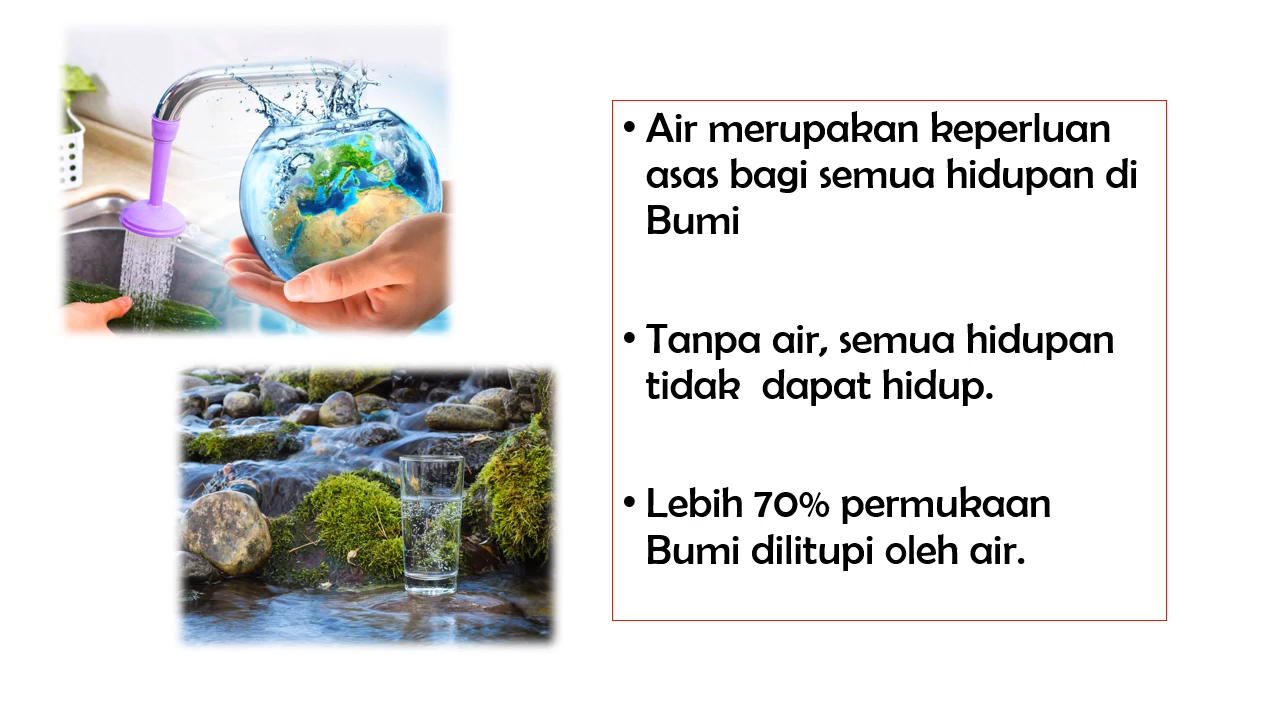 • Air merupakan keperluan
asas bagi semua hidupan di
Bumi
• Tanpa air, semua hidupan
tidak  dapat hidup.
• Lebih 70% permukaan
Bumi dilitupi oleh air.